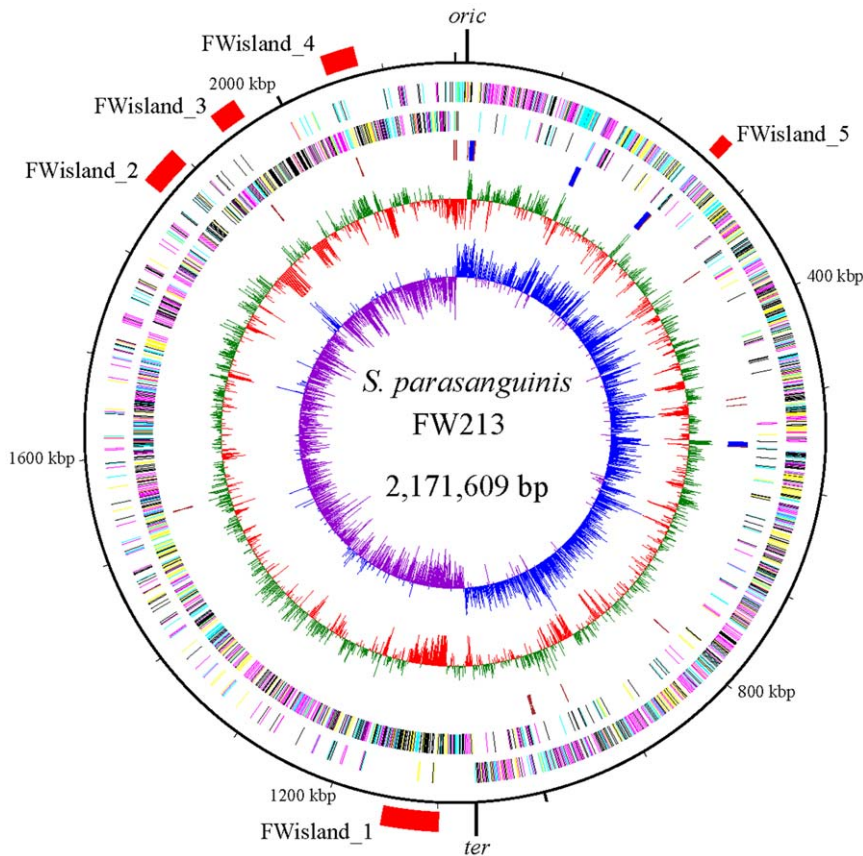 oric
FWisland_4
2000 kbp
FWisland_3
FWisland_2
FWisland_5
400 kbp
S. parasanguinis
FW213
2,171,609 bp
1600 kbp
800 kbp
1200 kbp
FWisland_1
ter